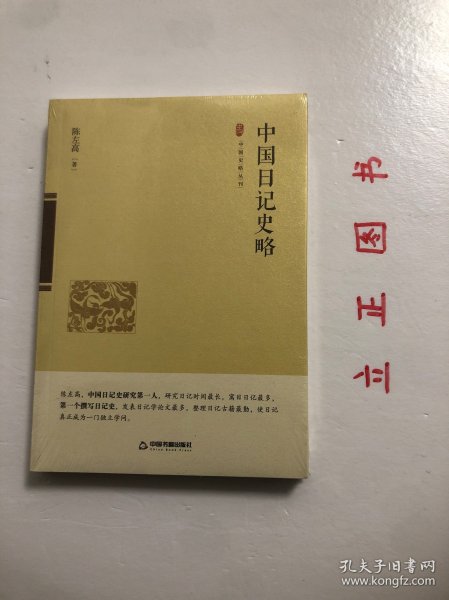 中国日记史略
中国史略丛刊
陈左高 [著]
陈左高，中国日记史研究第一人，研究日记时间最长，寓目日记最多，
第一个撰写日记史，发表日记学论文最多，整理日记古籍最勤，使日记
真正成为一门独立学问。
中国书籍出版社
China Book Press
立正图书
孔夫子旧书网
www.kongfz.com